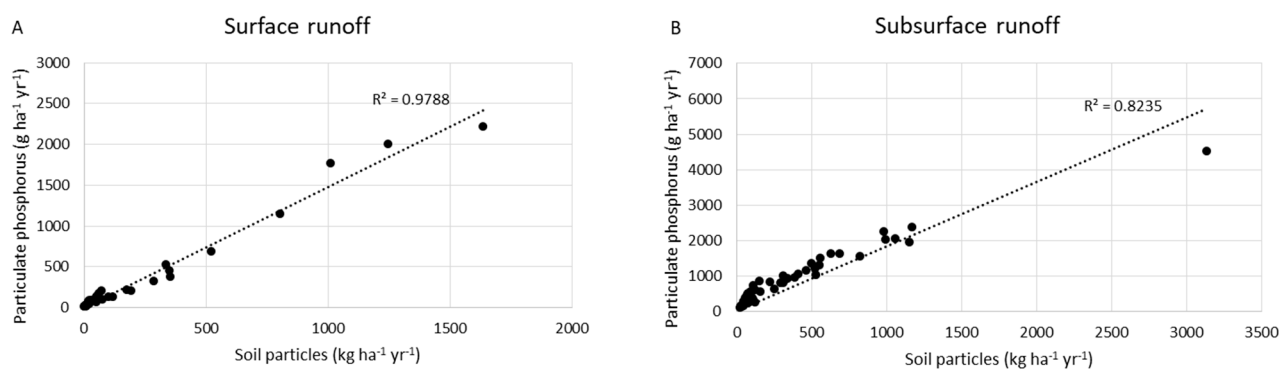 A
Surface runoff
Particulate phosphorus (g ha⁻¹ yr⁻¹)
3000
2500
2000
1500
1000
500
0
R² = 0.9788
0 500 1000 1500 2000
Soil particles (kg ha⁻¹ yr⁻¹)
B
Subsurface runoff
Particulate phosphorus (g ha⁻¹ yr⁻¹)
7000
6000
5000
4000
3000
2000
1000
0
R² = 0.8235
0 500 1000 1500 2000 2500 3000 3500
Soil particles (kg ha⁻¹ yr⁻¹)